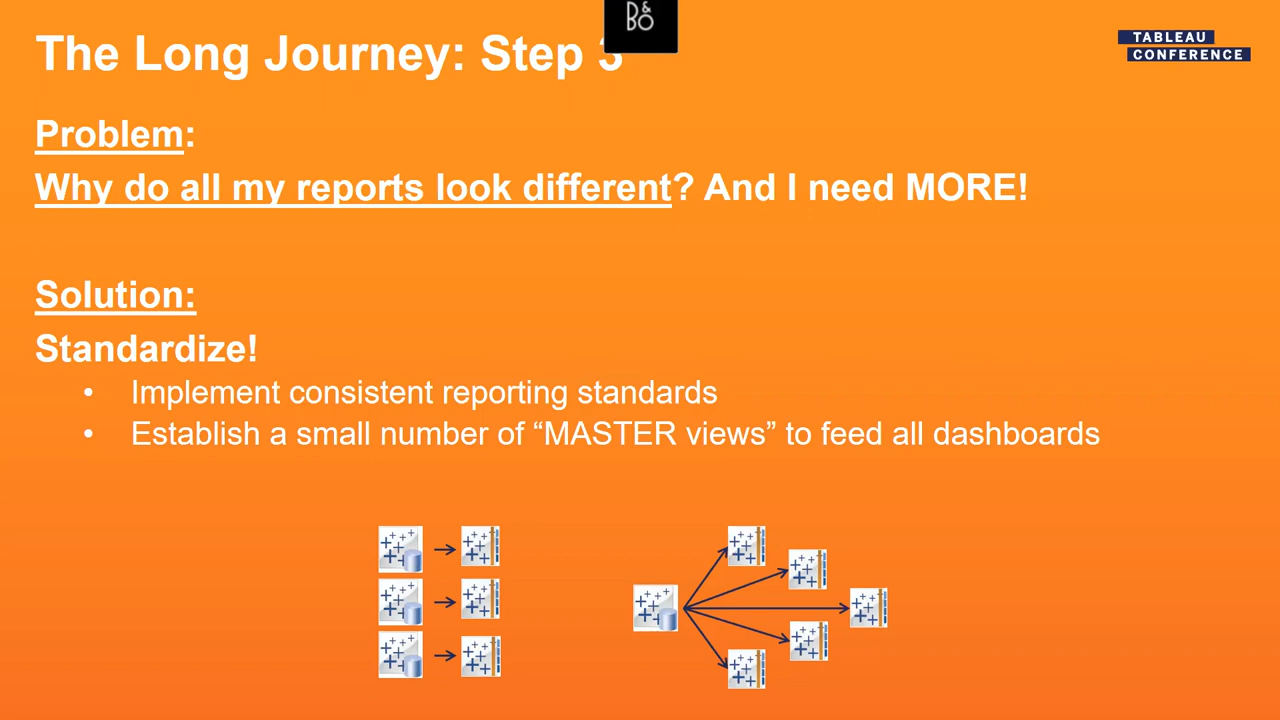 The Long Journey: Step 3
B&
BO
TABLEAU
CONFERENCE
Problem:
Why do all my reports look different? And I need MORE!
Solution:
Standardize!
• Implement consistent reporting standards
• Establish a small number of “MASTER views” to feed all dashboards